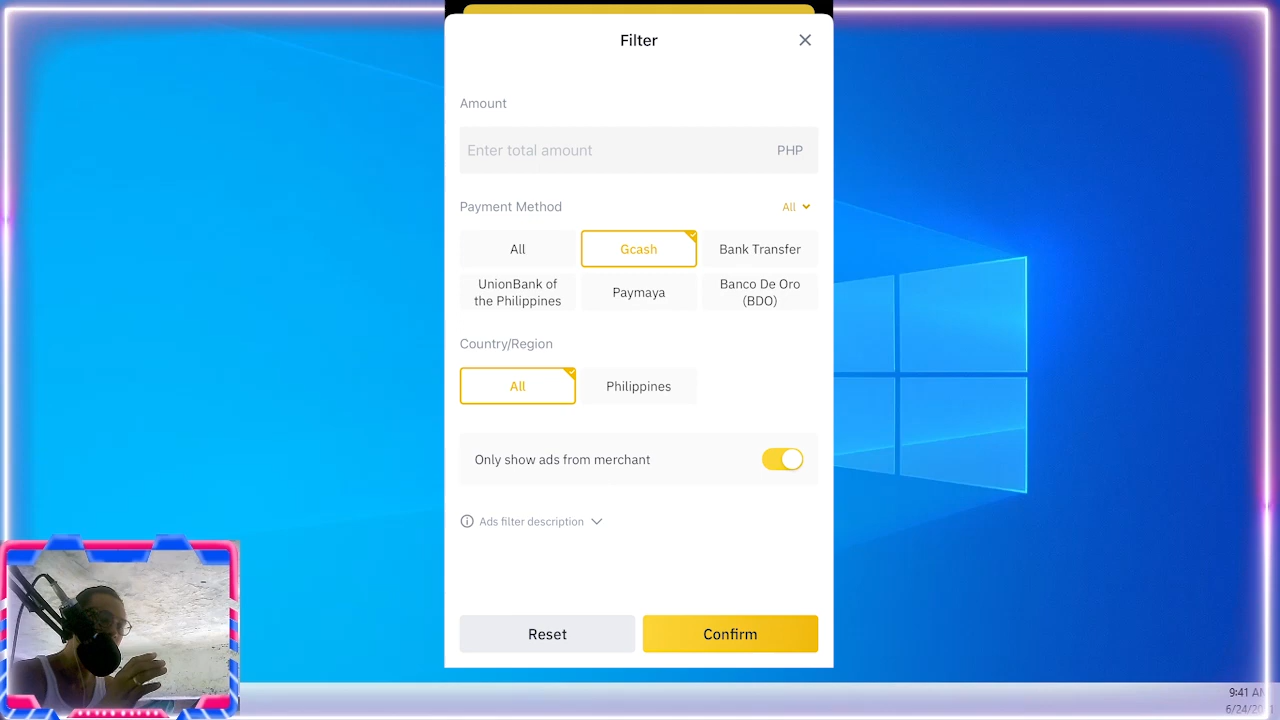 Filter
Amount
Enter total amount PHP
Payment Method All
All Gcash Bank Transfer
UnionBank of
the Philippines
Paymaya
Banco De Oro
(BDO)
Country/Region
All Philippines
Only show ads from merchant
Ads filter description
Reset Confirm
9:41